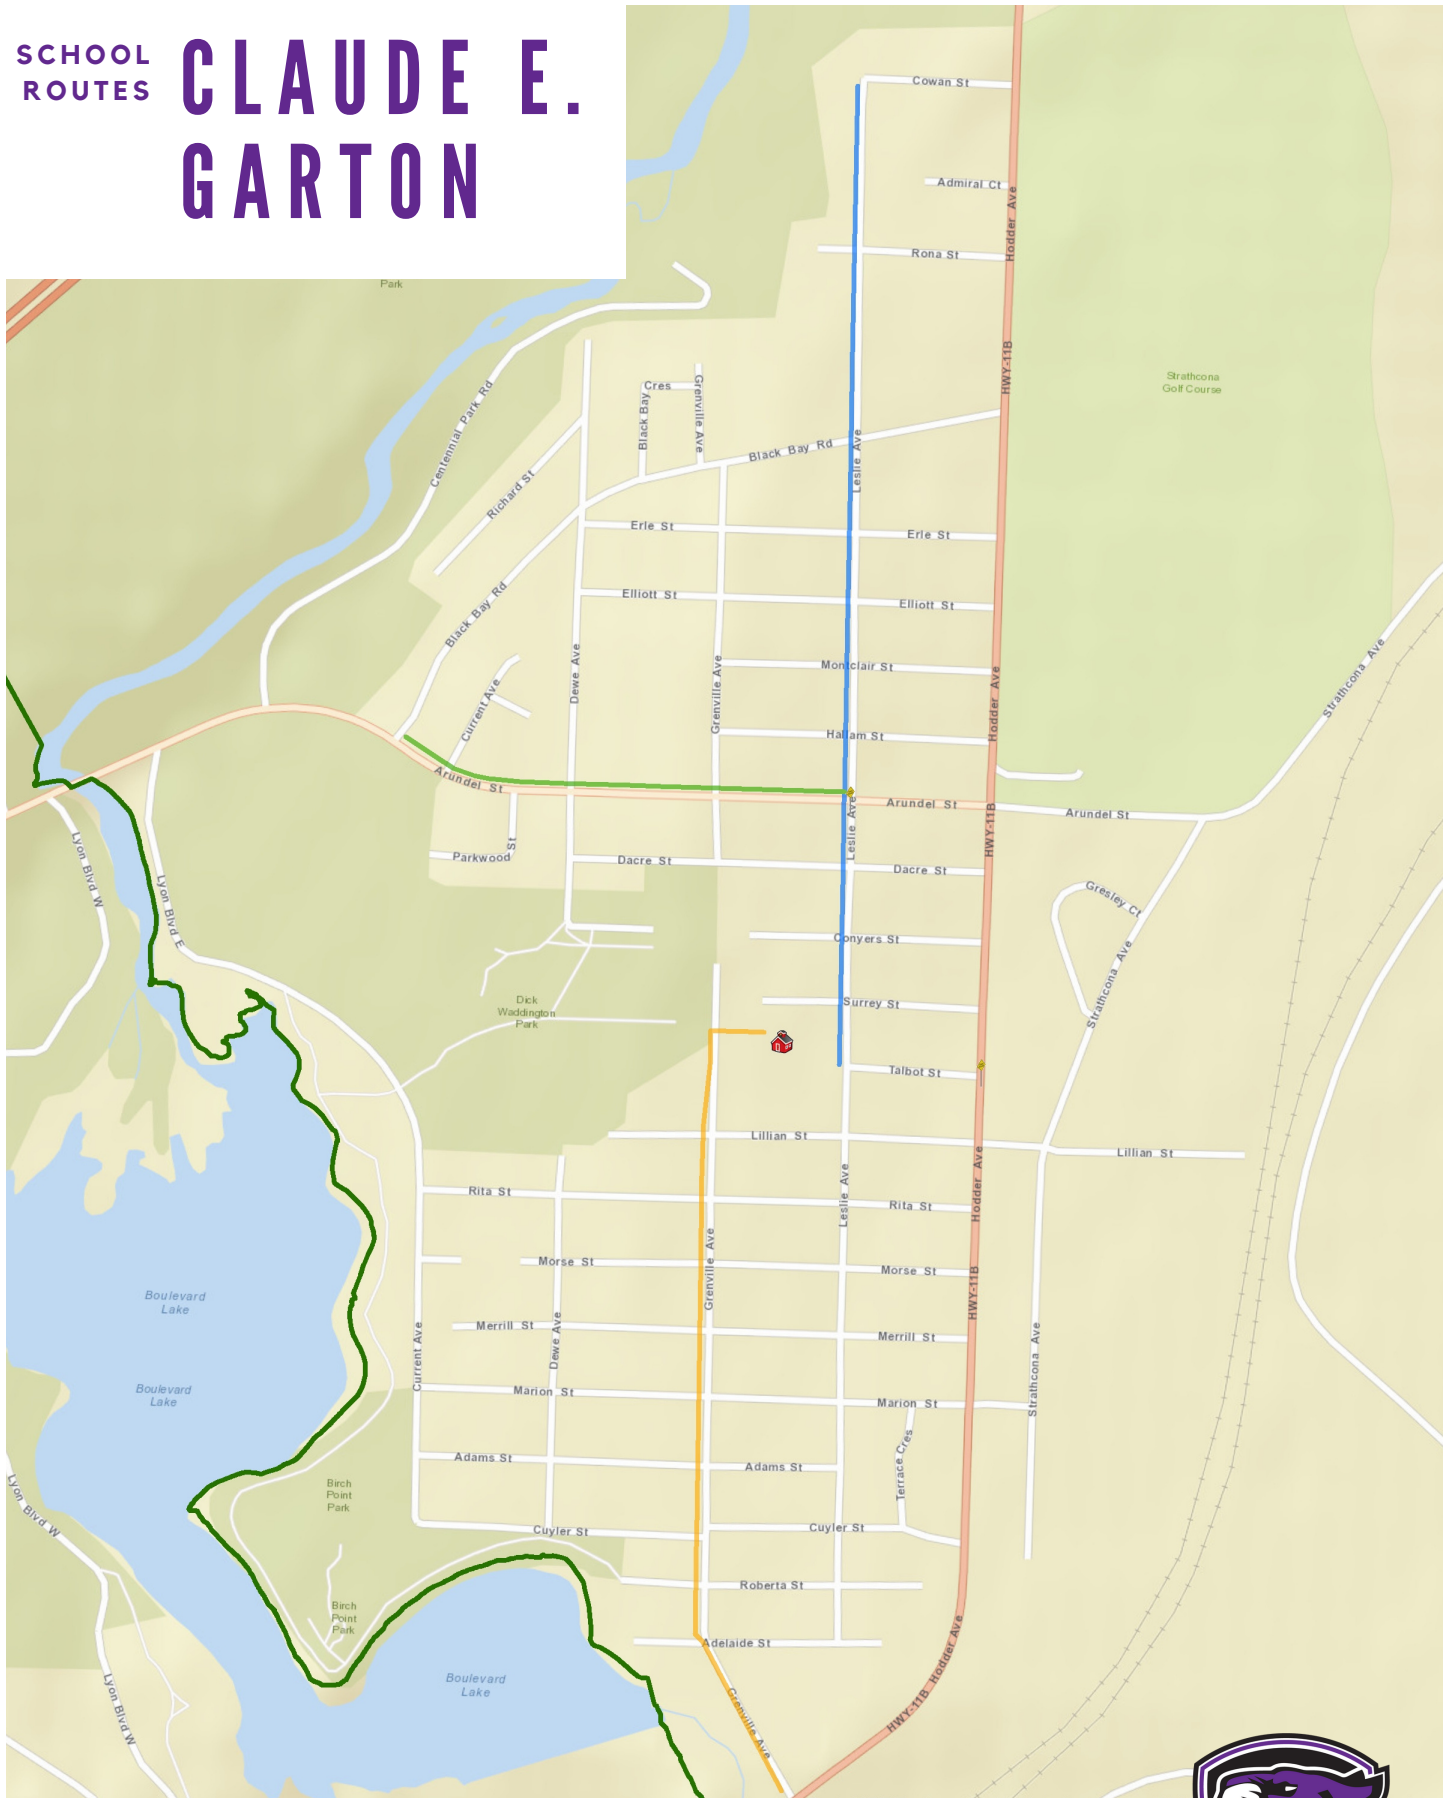 SCHOOL
ROUTES
CLAUDE E.
GARTON
Cowan St
Admiral Ct
Hodder Ave
Rona St
Park
HWY-11B
Strathcona
Golf Course
Cres
Black Bay
Grenville Ave
Centennial Park Rd
Black Bay Rd
Leslie Ave
Richard St
Erle St
Erle St
Black Bay Rd
Elliott St
Elliott St
Montclair St
Dewe Ave
Grenville Ave
Current Ave
Hodder Ave
Strathcona Ave
Hallam St
Arundel St
Arundel St
Arundel St
Leslie Ave
HWY-11B
Lyon Blvd W
Parkwood St
Dacre St
Dacre St
Gresley Ct
Lyon Blvd E
Conyers St
Strathcona Ave
Surrey St
Dick
Waddington
Park
Talbot St
Lillian St
Lillian St
Leslie Ave
Hodder Ave
Rita St
Rita St
Grenville Ave
Morse St
Morse St
HWY-11B
Boulevard
Lake
Merrill St
Dewe Ave
Merrill St
Current Ave
Strathcona Ave
Boulevard
Lake
Marion St
Marion St
Terrace Cres
Adams St
Adams St
Birch
Point
Park
Lyon Blvd W
Cuyler St
Cuyler St
Roberta St
Birch
Point
Park
Adelaide St
Hodder Ave
Boulevard
Lake
Grenville Ave
HWY-11B
Lyon Blvd W